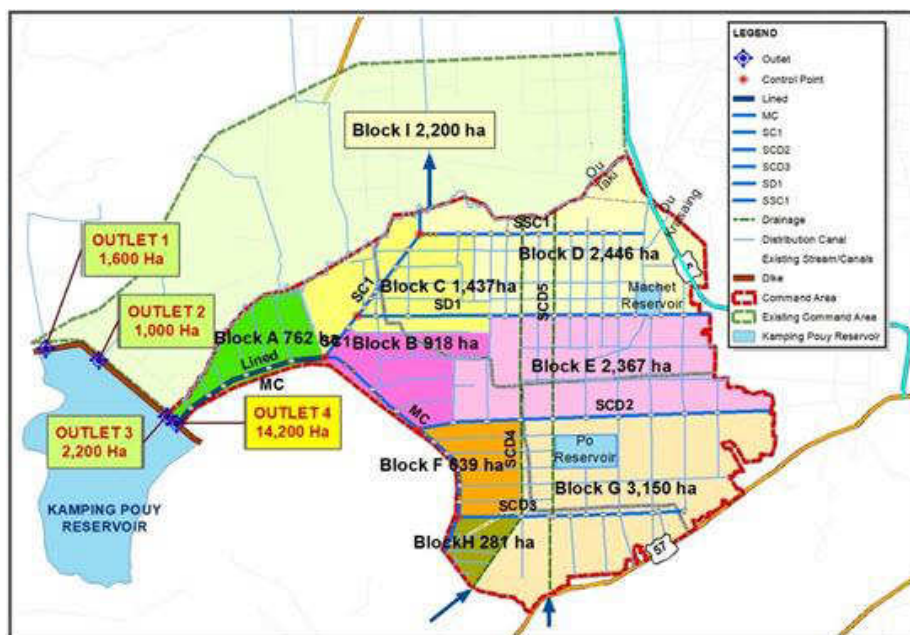 LEGEND
Outlet
Control Point
Lined
MC
SC1
SCD2
SCD3
SD1
SSC1
Drainage
Distribution Canal
Existing Stream/Canals
Dike
Command Area
Existing Command Area
Kamping Pouy Reservoir
Block I 2,200 ha
Ou
Taki
Ou
Krasaing
SSC1
OUTLET 1
1,600 Ha
Block D 2,446 ha
SC1
Block C 1,437ha
SCD5
SD1
Machet
Reservoir
OUTLET 2
1,000 Ha
Block A 762 ha
SC1
Block B 918 ha
Lined
MC
Block E 2,367 ha
OUTLET 3
2,200 Ha
OUTLET 4
14,200 Ha
MC
SCD2
SCD4
Po
Reservoir
Block F 639 ha
Block G 3,150 ha
KAMPING POUY
RESERVOIR
SCD3
BlockH 281 ha
57